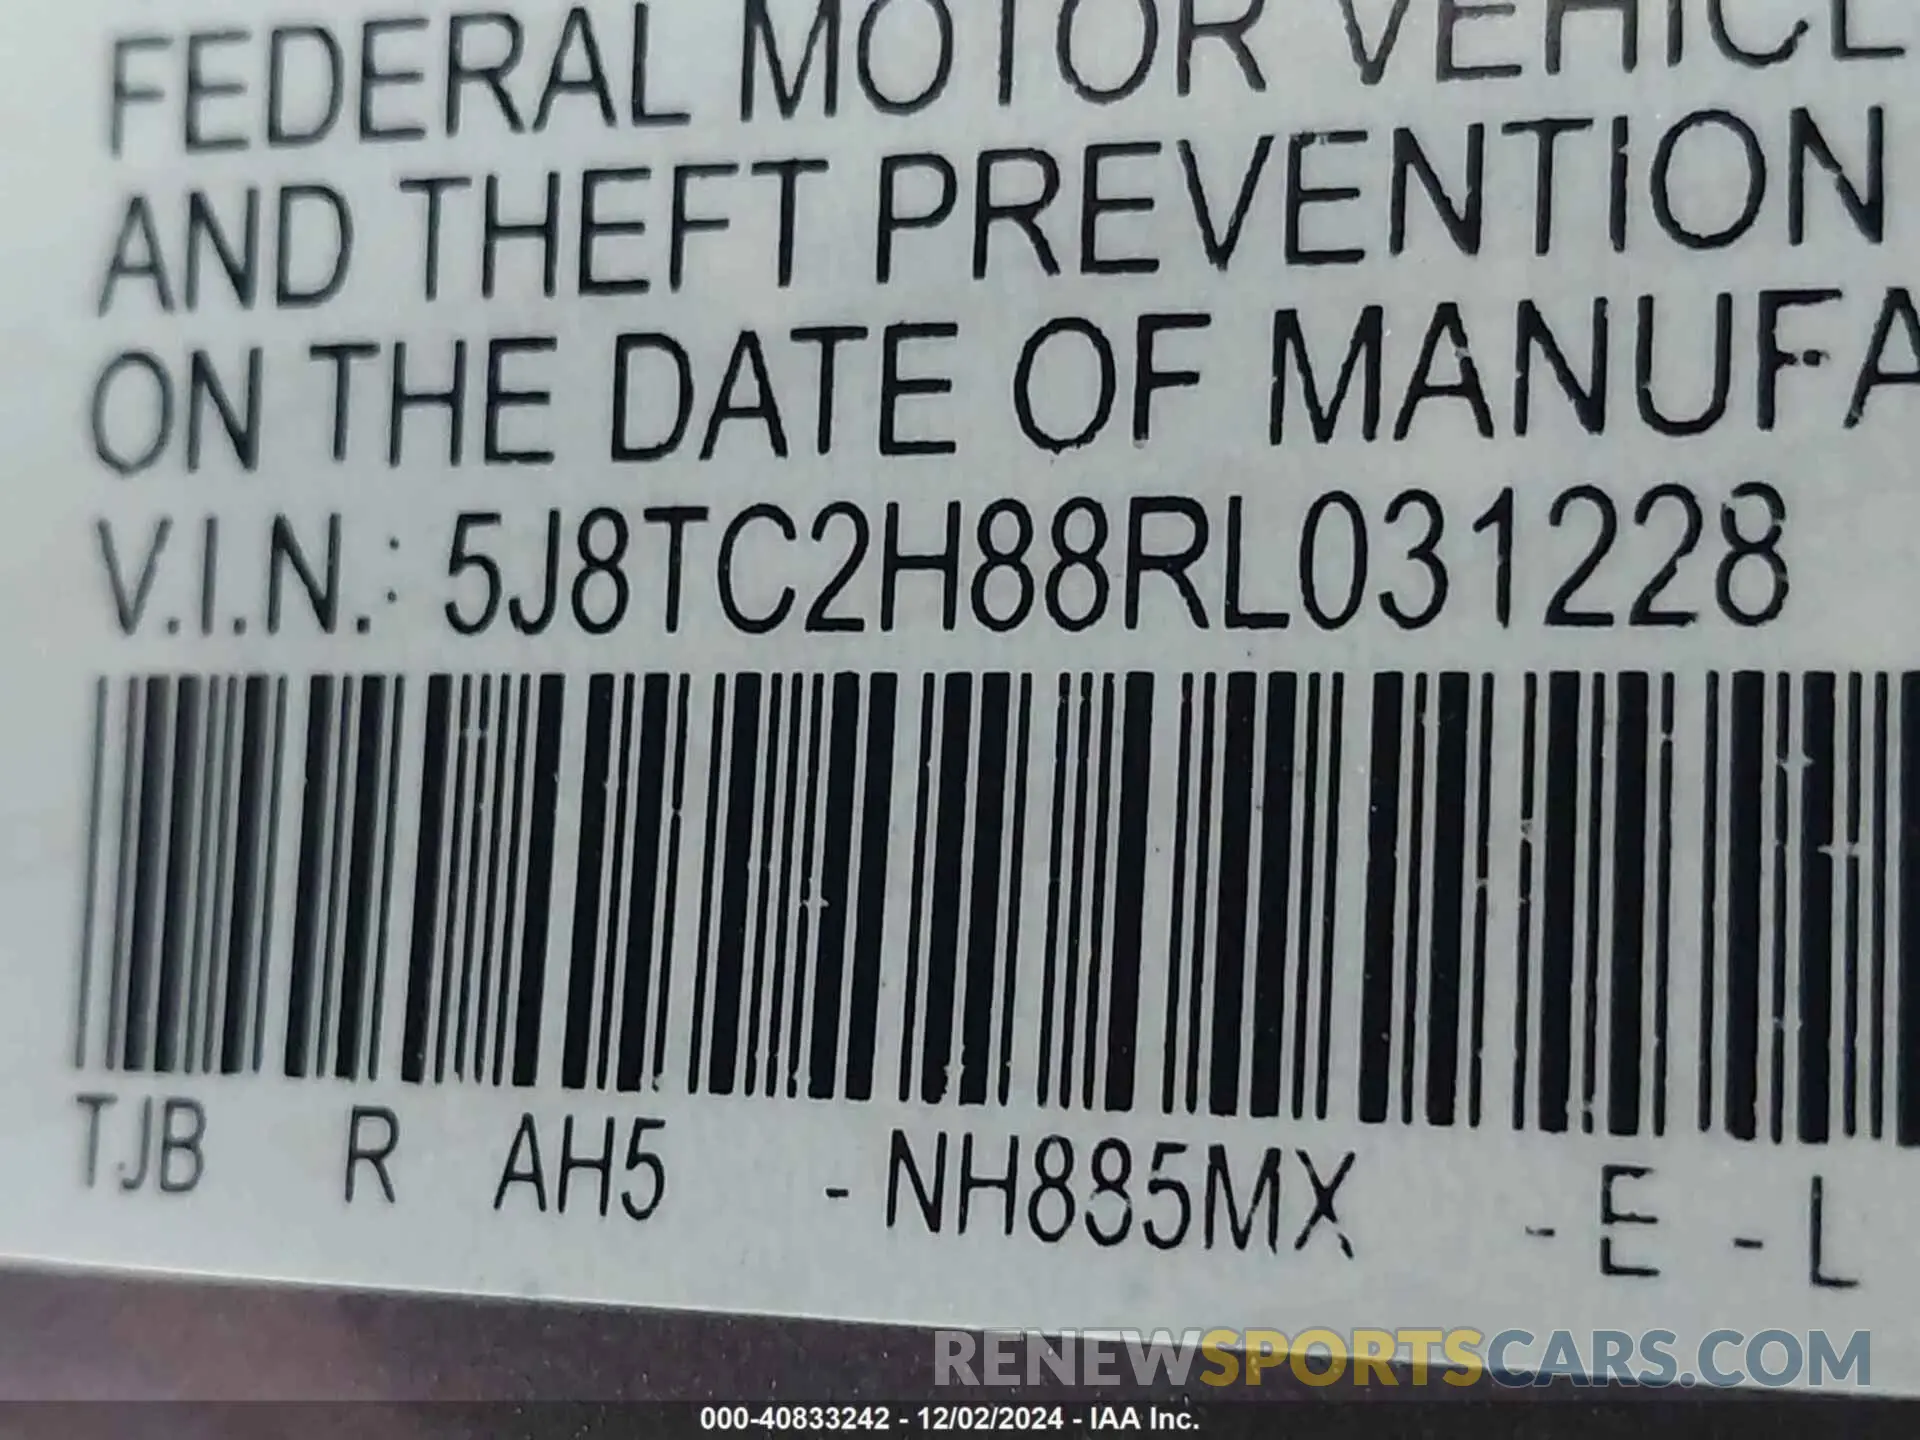 FEDERAL MOTOR VEHICLE
AND THEFT PREVENTION
ON THE DATE OF MANUFA
V.I.N.: 5J8TC2H88RL031228
TJB R AH5 - NH885MX - E - L
RENEWSPORTSCARS.COM
000-40833242 - 12/02/2024 - IAA Inc.